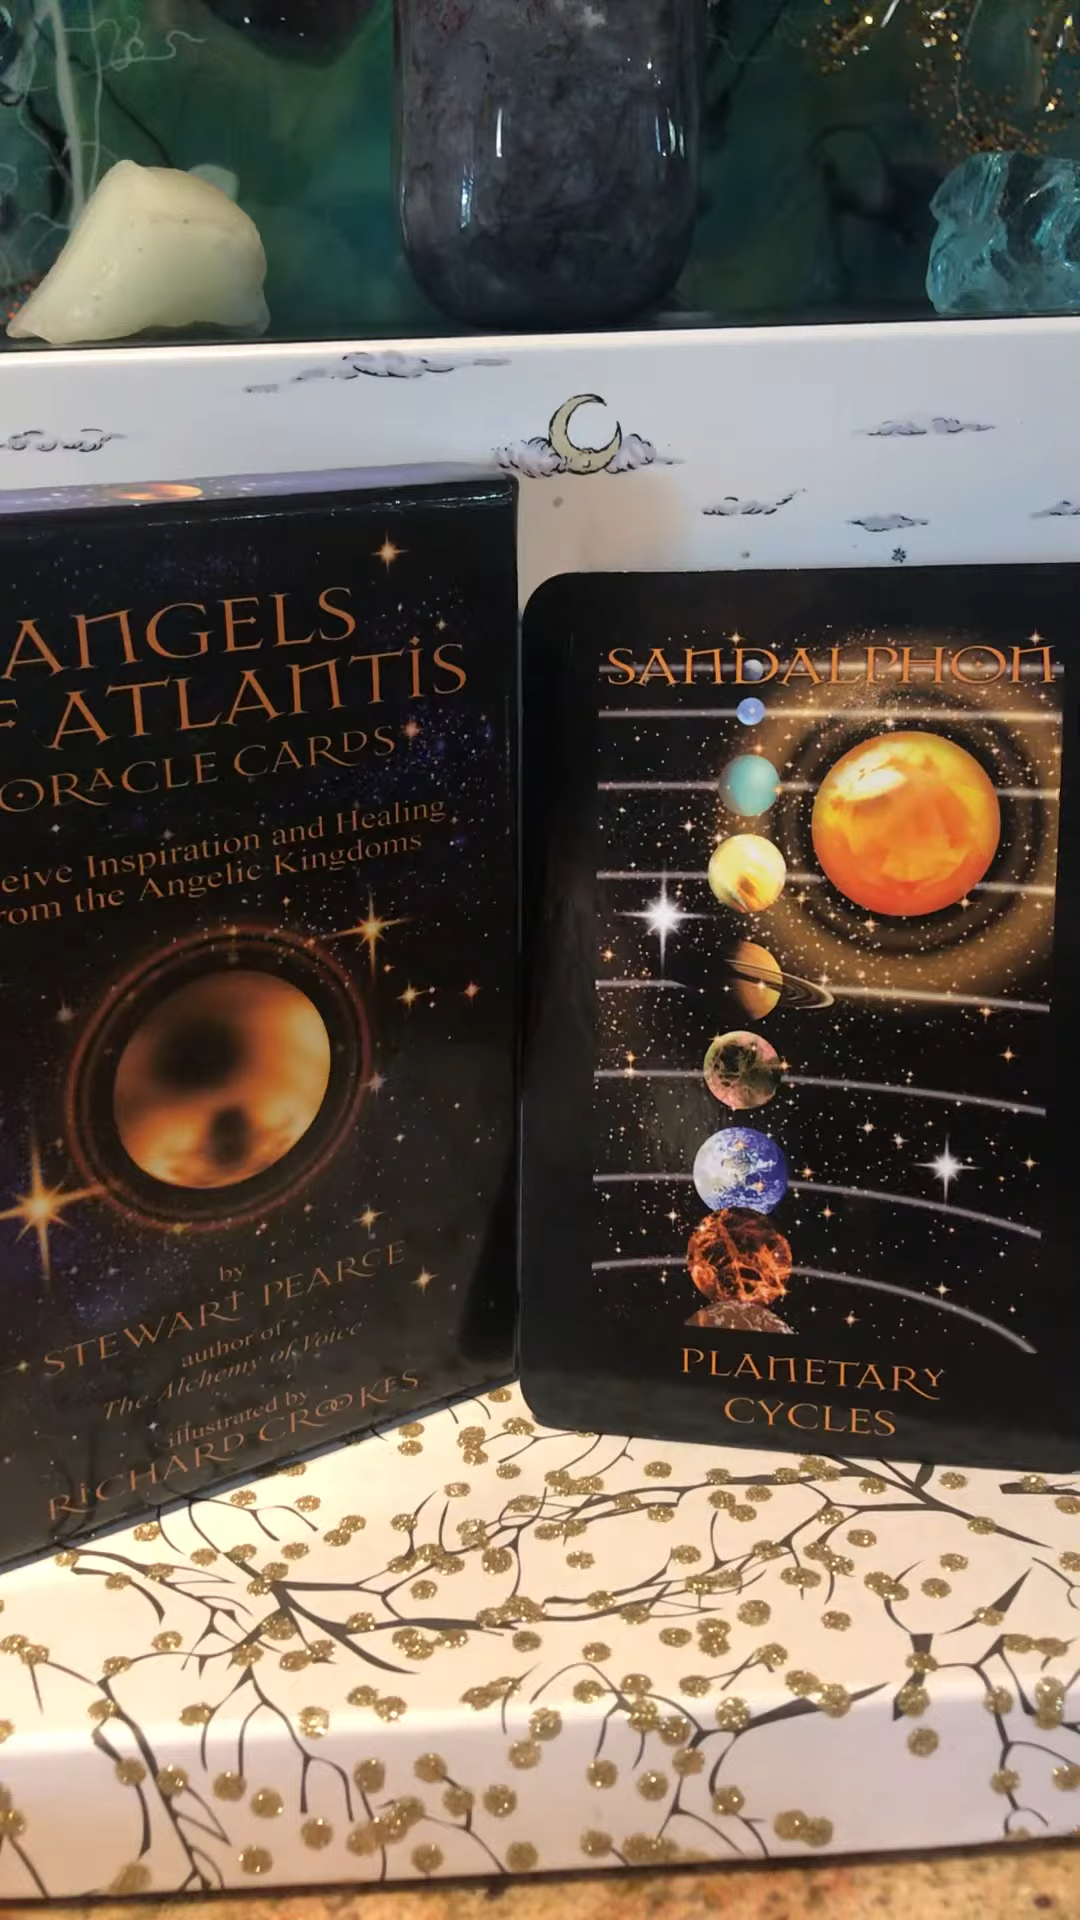 ANGELS
ATLANTIS
ORACLE CARDS
Inspiration and Healing
the Angelic Kingdoms
by
STEWART PEARCE
author of
The Alchemy of Voice
illustrated by
RICHARD CROOKES
SANDALPHON
PLANETARY
CYCLES